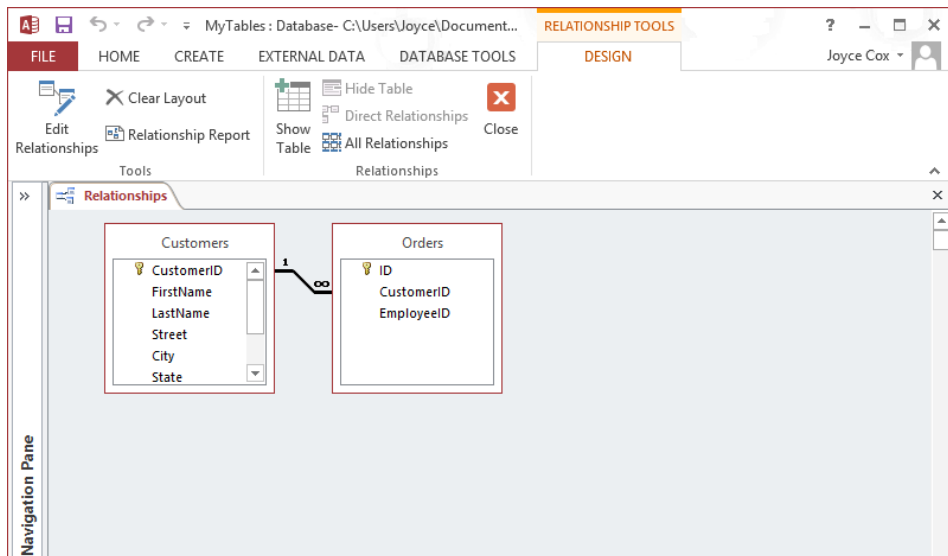 MyTables : Database- C:\Users\Joyce\Document...
RELATIONSHIP TOOLS
?
FILE
HOME
CREATE
EXTERNAL DATA
DATABASE TOOLS
DESIGN
Joyce Cox
Edit
Relationships
Clear Layout
Relationship Report
Tools
Show
Table
Hide Table
Direct Relationships
All Relationships
Close
Relationships
Relationships
Navigation Pane
Customers
CustomerID
FirstName
LastName
Street
City
State
1
∞
Orders
ID
CustomerID
EmployeeID